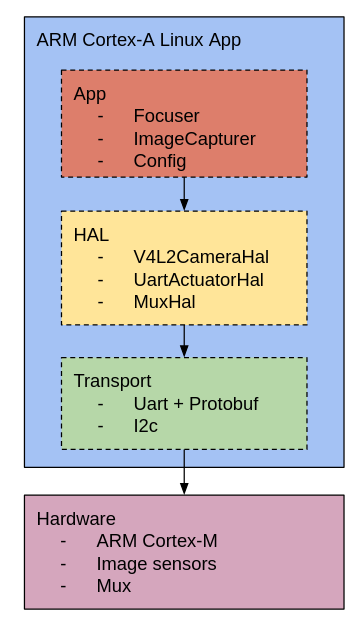 ARM Cortex-A Linux App
App
- Focuser
- ImageCapturer
- Config
HAL
- V4L2CameraHal
- UartActuatorHal
- MuxHal
Transport
- Uart + Protobuf
- I2c
Hardware
- ARM Cortex-M
- Image sensors
- Mux